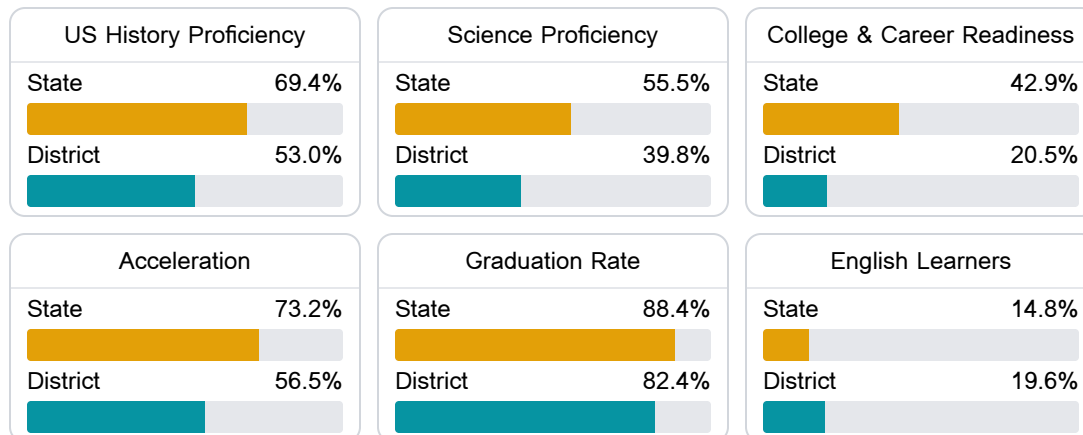 US History Proficiency
State 69.4%
District 53.0%
Science Proficiency
State 55.5%
District 39.8%
College & Career Readiness
State 42.9%
District 20.5%
Acceleration
State 73.2%
District 56.5%
Graduation Rate
State 88.4%
District 82.4%
English Learners
State 14.8%
District 19.6%